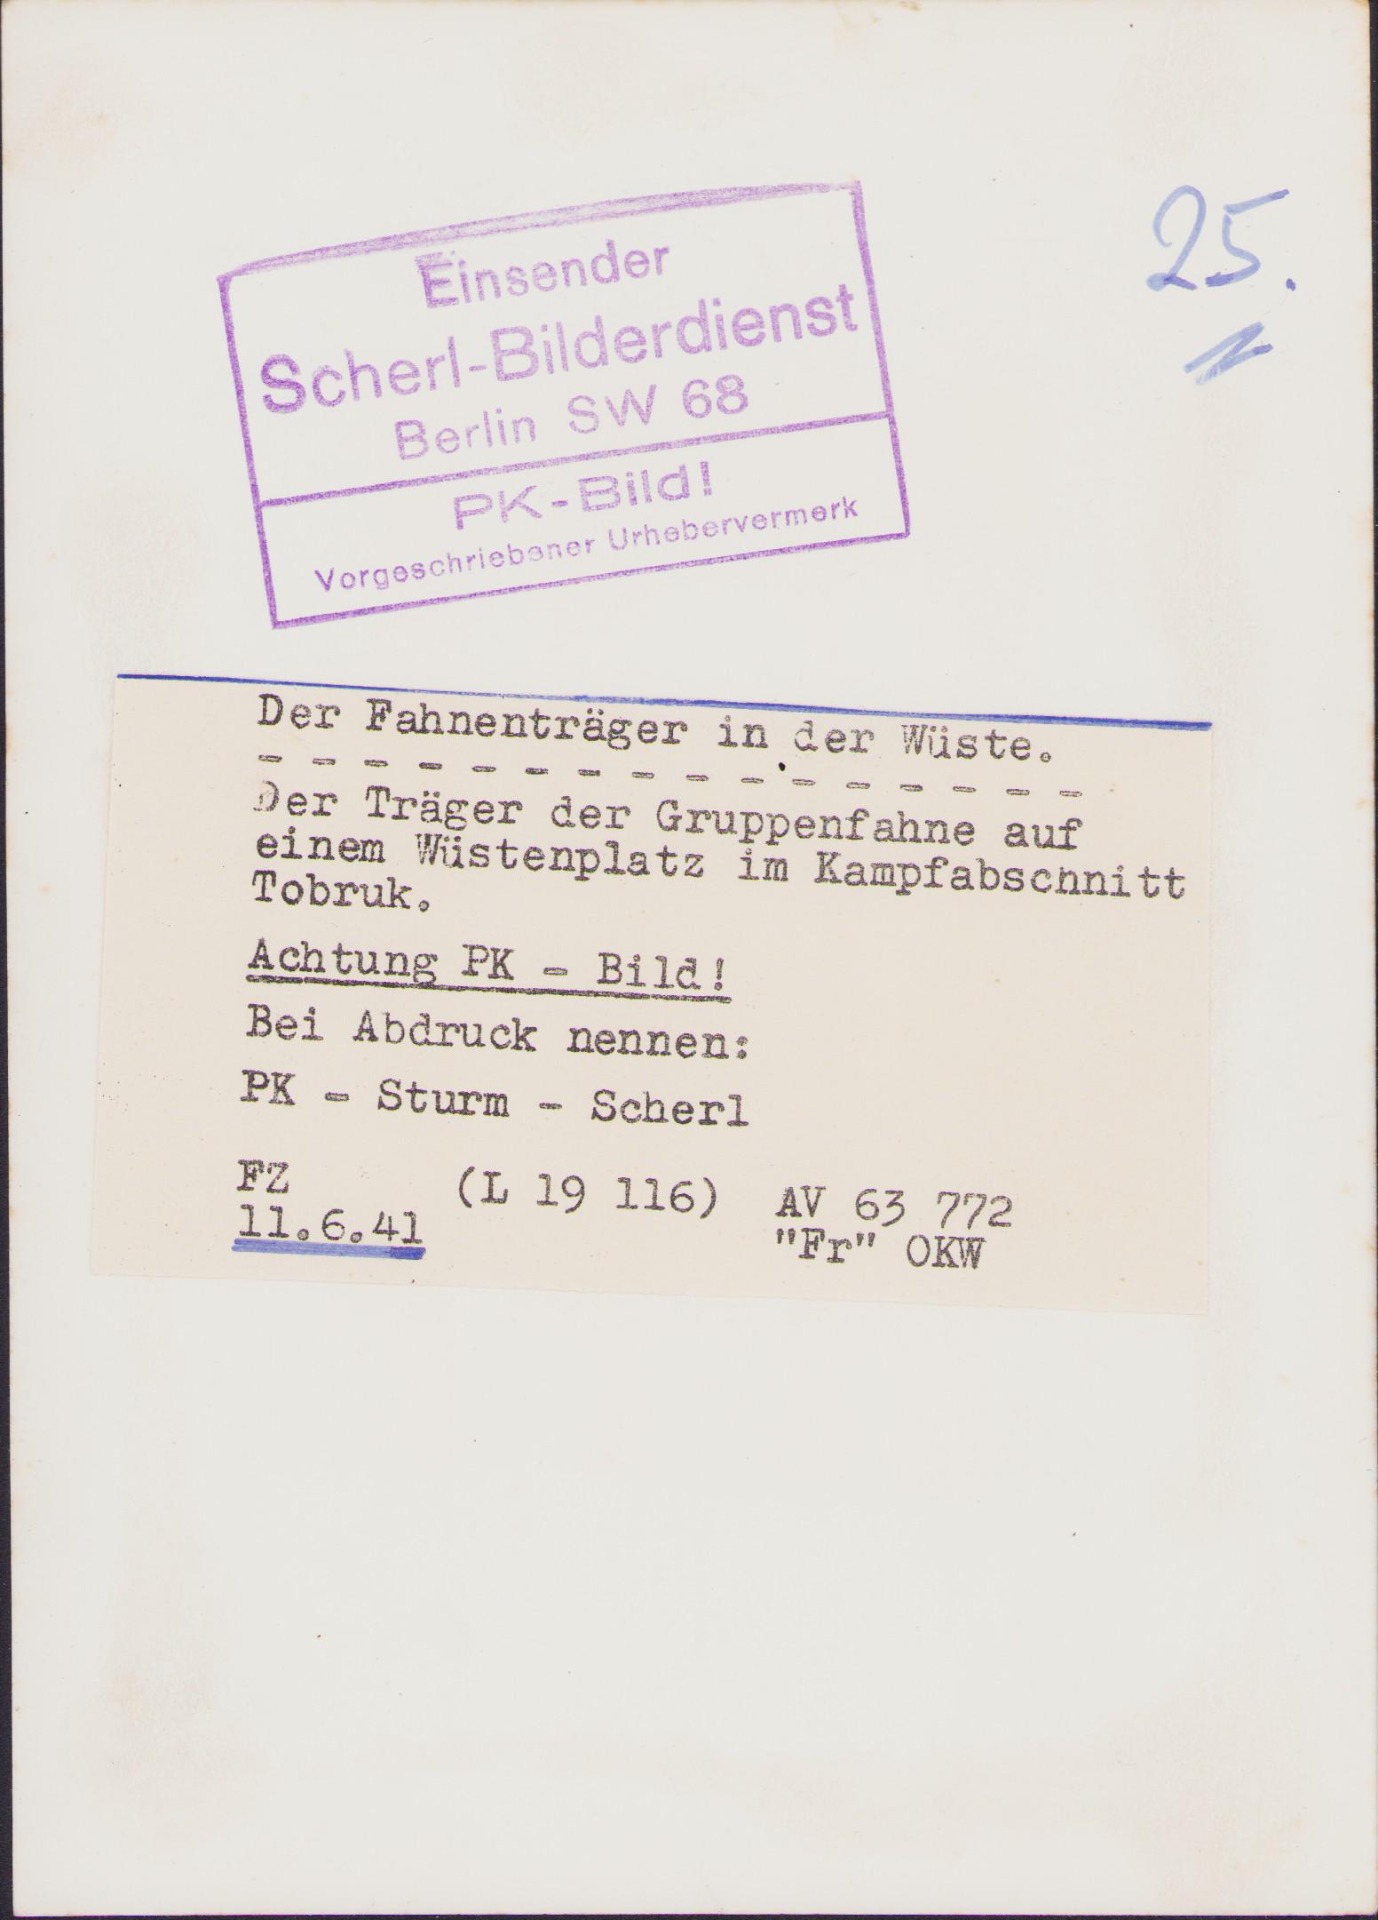 Einsender
Scherl-Bilderdienst
Berlin SW 68
PK-Bild!
Vorgeschriebener Urhebervermerk
25.
Der Fahnenträger in der Wüste.
- - - - - - - - - - - - - - - -
Der Träger der Gruppenfahne auf
einem Wüstenplatz im Kampfabschnitt
Tobruk.
Achtung PK - Bild!
Bei Abdruck nennen:
PK - Sturm - Scherl
FZ (L 19 116) AV 63 772
11.6.41 "Fr" OKW